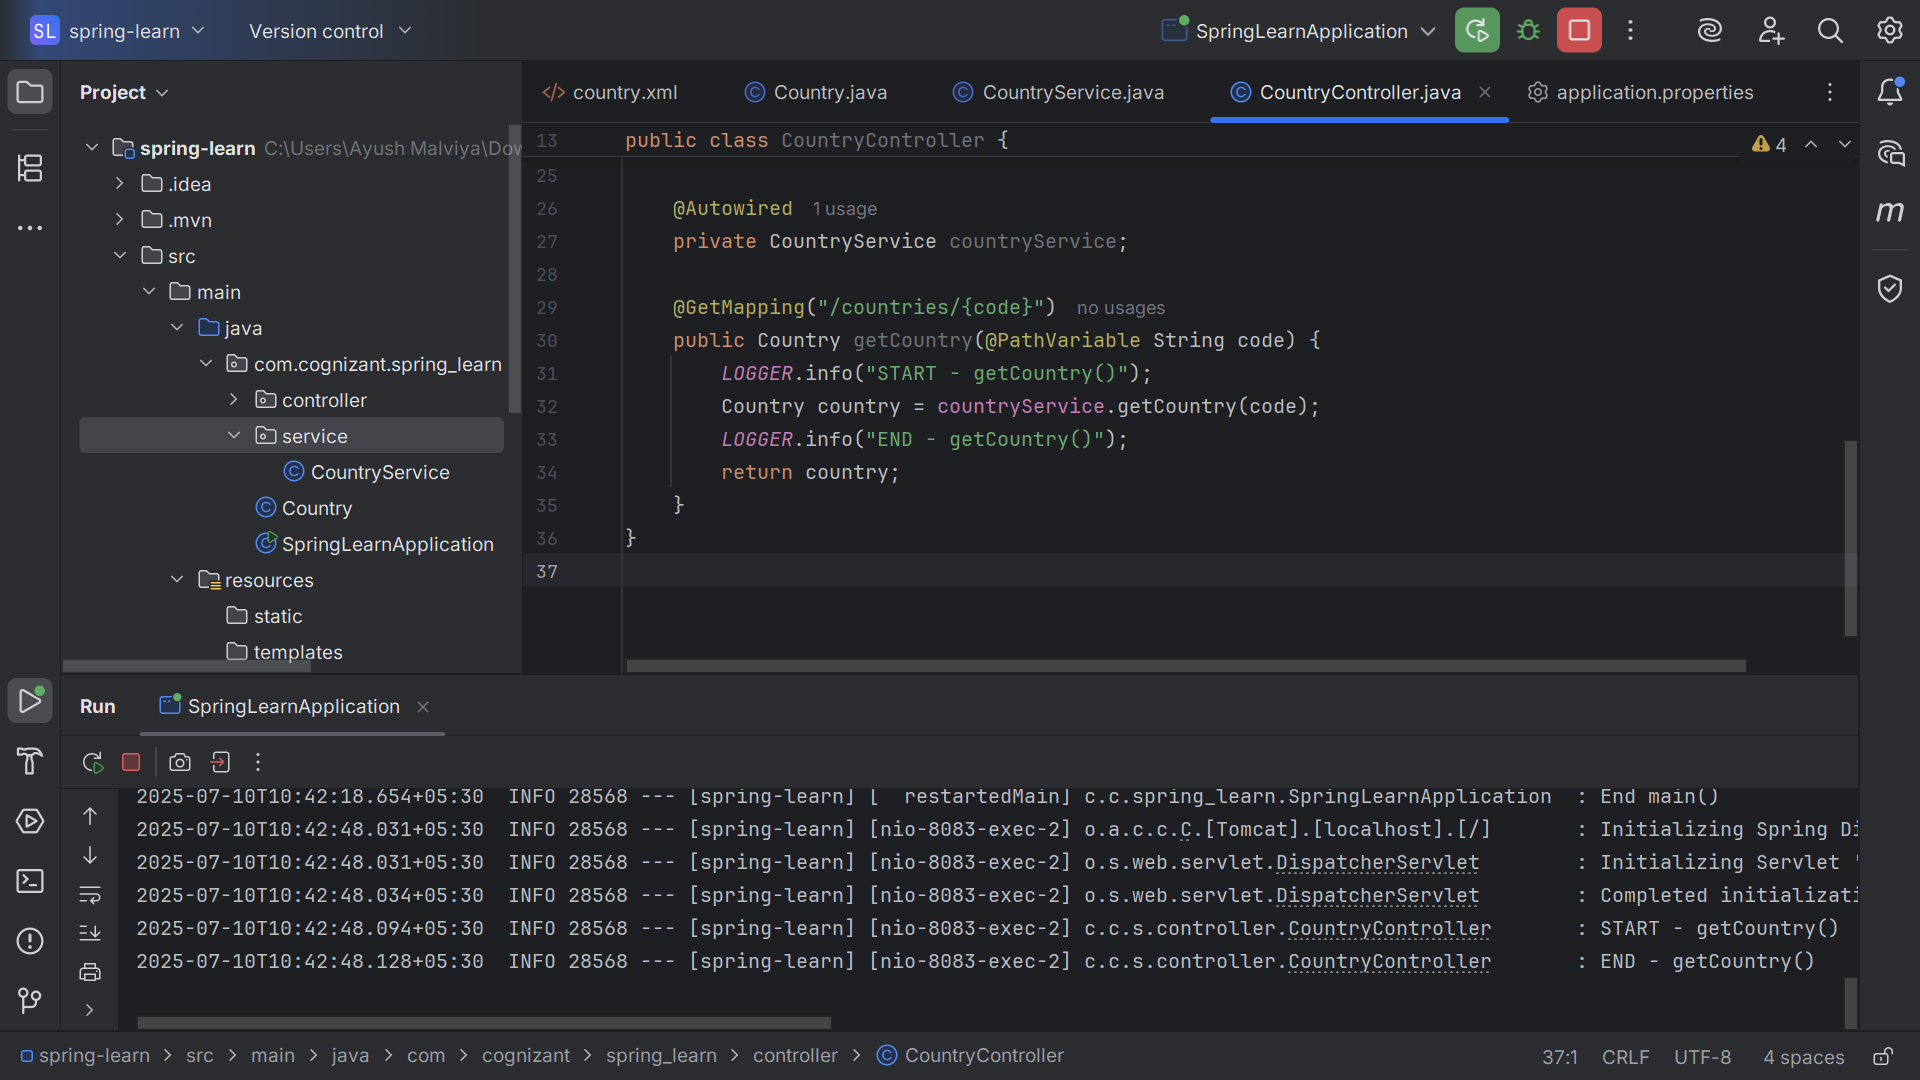 SL spring-learn Version control SpringLearnApplication
Project
spring-learn C:\Users\Ayush Malviya\Dow
.idea
.mvn
src
main
java
com.cognizant.spring_learn
controller
service
CountryService
Country
SpringLearnApplication
resources
static
templates
country.xml Country.java CountryService.java CountryController.java application.properties
13 public class CountryController {
4
25
26 @Autowired 1 usage
27 private CountryService countryService;
28
29 @GetMapping("/countries/{code}") no usages
30 public Country getCountry(@PathVariable String code) {
31 LOGGER.info("START - getCountry()");
32 Country country = countryService.getCountry(code);
33 LOGGER.info("END - getCountry()");
34 return country;
35 }
36 }
37
m
Run SpringLearnApplication
2025-07-10T10:42:18.654+05:30 INFO 28568 --- [spring-learn] [ restartedMain] c.c.spring_learn.SpringLearnApplication : End main()
2025-07-10T10:42:48.031+05:30 INFO 28568 --- [spring-learn] [nio-8083-exec-2] o.a.c.c.C.[Tomcat].[localhost].[/] : Initializing Spring Di
2025-07-10T10:42:48.031+05:30 INFO 28568 --- [spring-learn] [nio-8083-exec-2] o.s.web.servlet.DispatcherServlet : Initializing Servlet '
2025-07-10T10:42:48.034+05:30 INFO 28568 --- [spring-learn] [nio-8083-exec-2] o.s.web.servlet.DispatcherServlet : Completed initializati
2025-07-10T10:42:48.094+05:30 INFO 28568 --- [spring-learn] [nio-8083-exec-2] c.c.s.controller.CountryController : START - getCountry()
2025-07-10T10:42:48.128+05:30 INFO 28568 --- [spring-learn] [nio-8083-exec-2] c.c.s.controller.CountryController : END - getCountry()
spring-learn > src > main > java > com > cognizant > spring_learn > controller > CountryController
37:1 CRLF UTF-8 4 spaces